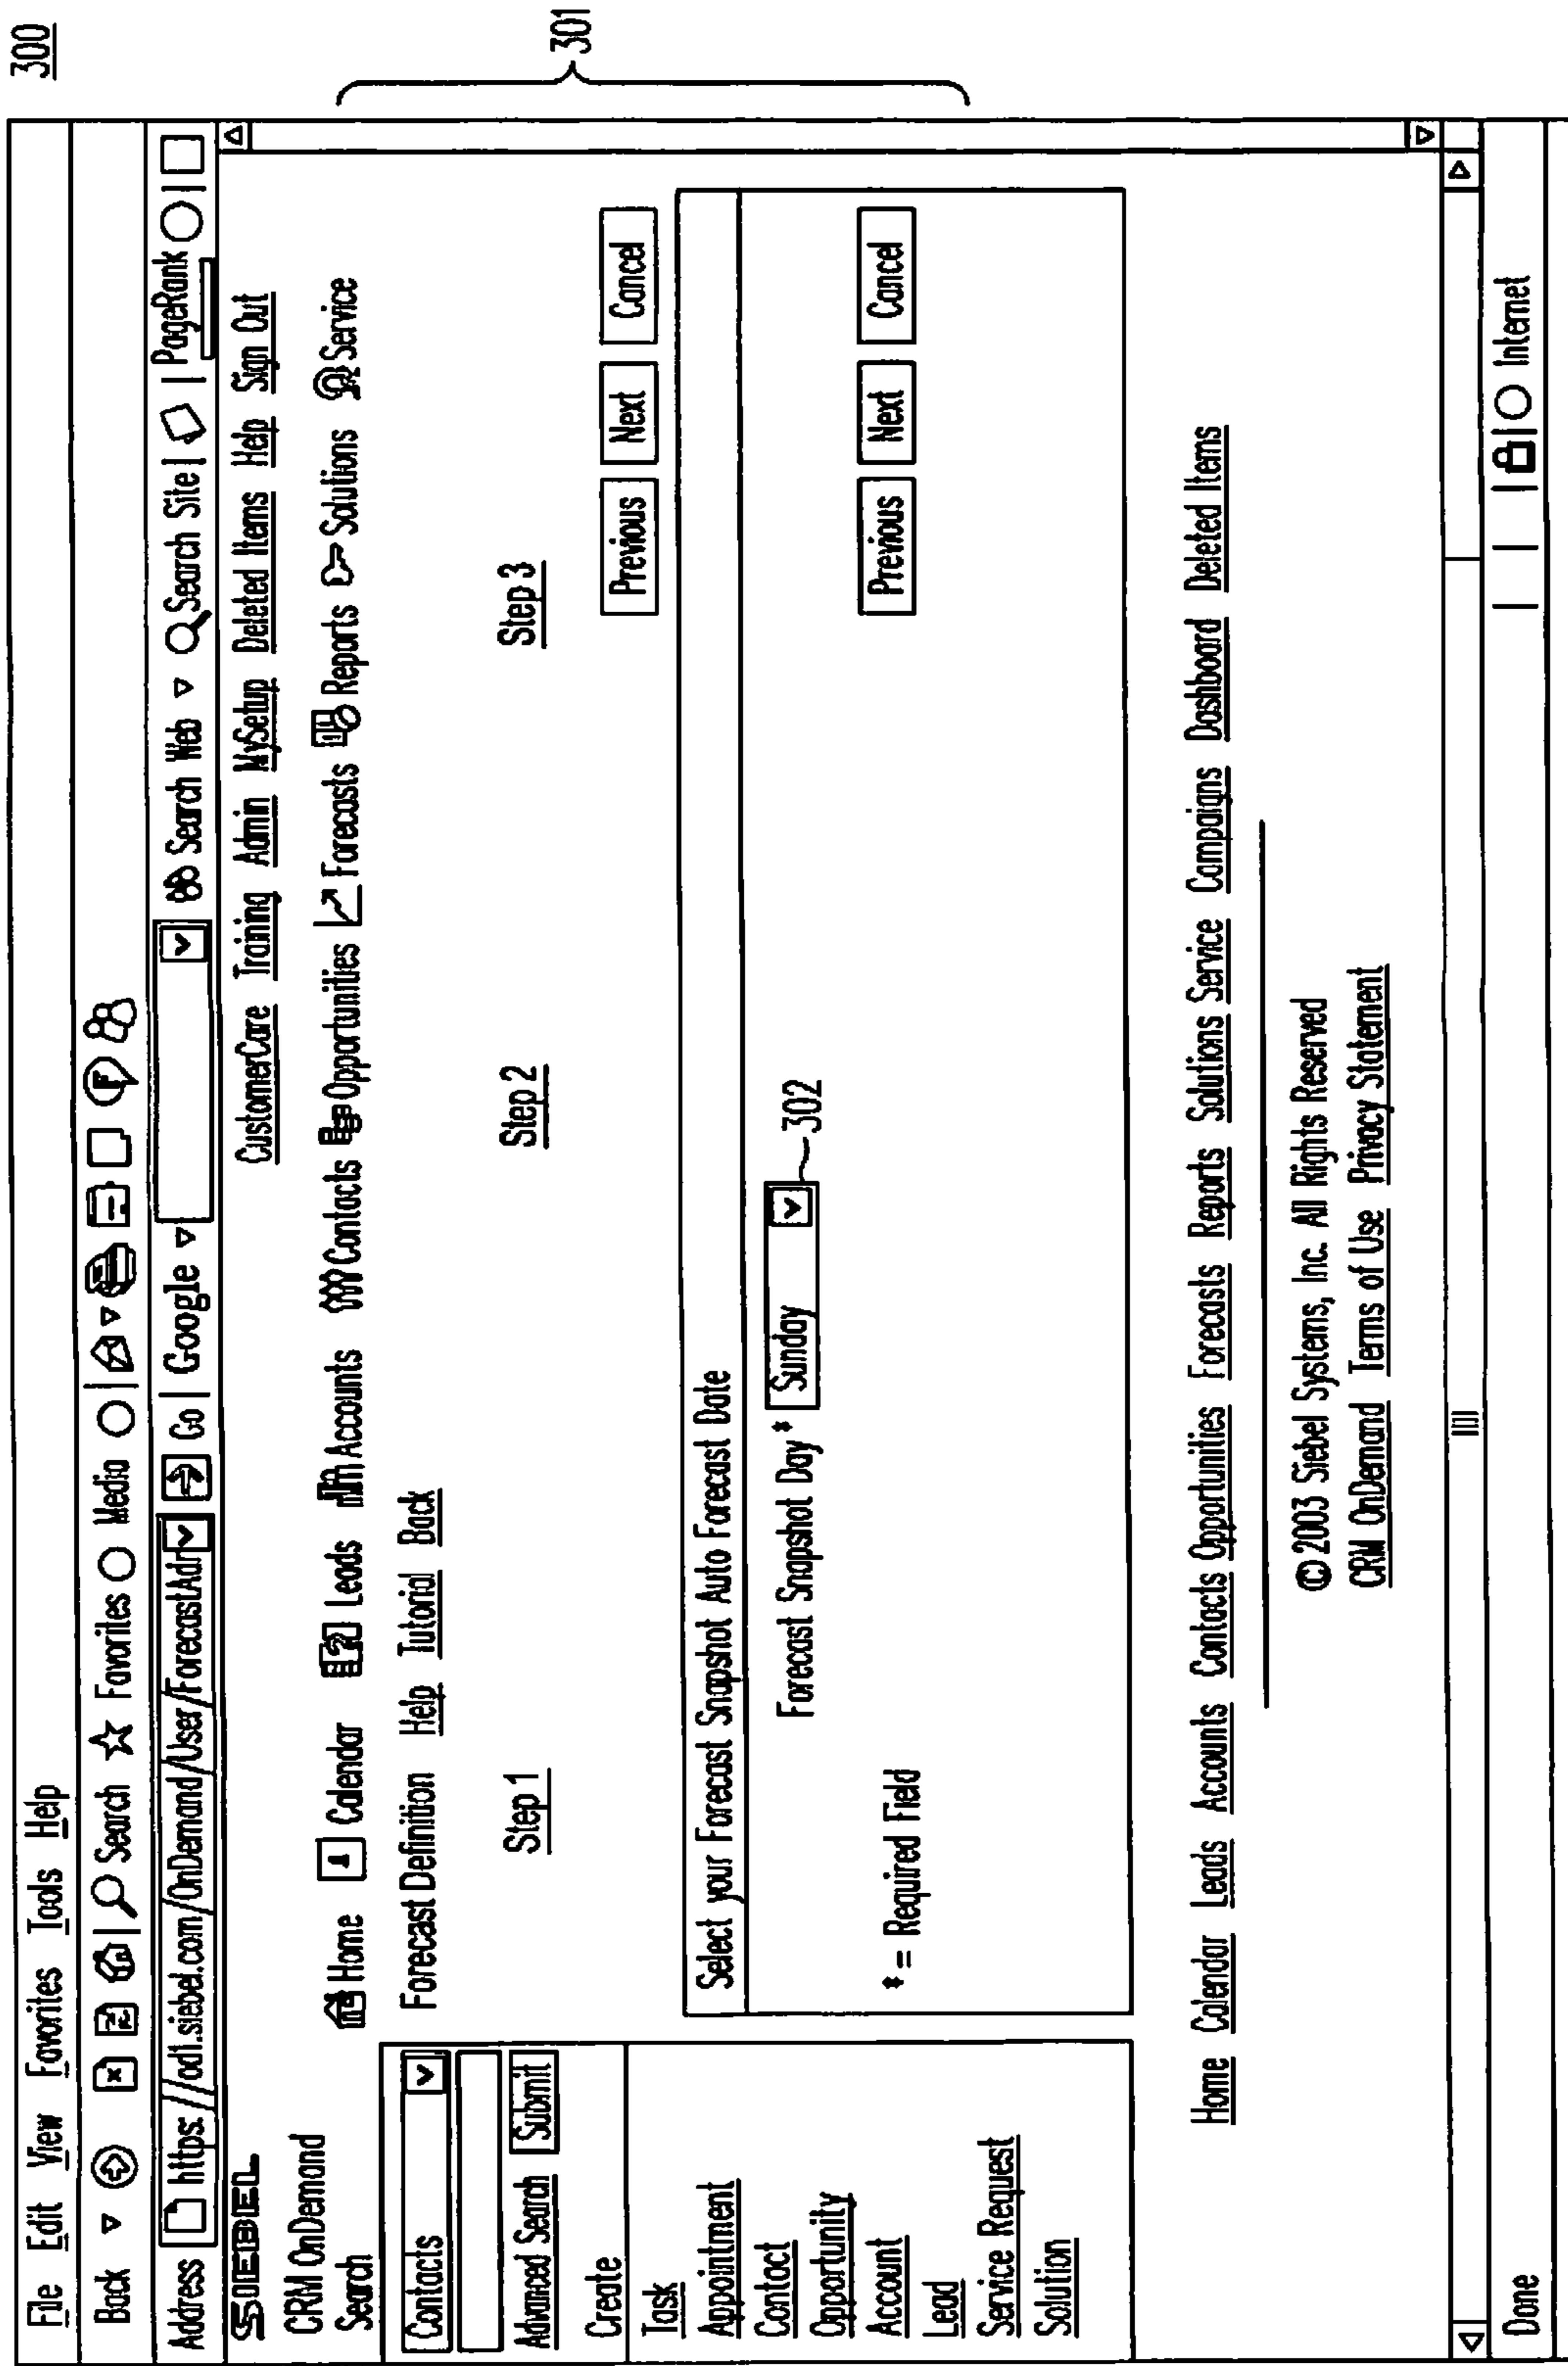 300
File Edit View Favorites Tools Help
Back Search Favorites Media
Address https://od1.siebel.com/OnDemand/User/ForecastAdr Go Google Search Web Search Site PageRank
SIEBEL
CustomerCare Training Admin MySetup Deleted Items Help Sign Out
CRM OnDemand
Home Calendar Leads Accounts Contacts Opportunities Forecasts Reports Solutions Service
Search
Contacts
Forecast Definition Help Tutorial Back
Advanced Search Submit
Step 1 Step 2 Step 3
301
Create
Previous Next Cancel
Task
Appointment
Contact
Opportunity
Account
Lead
Service Request
Solution
Select your Forecast Snapshot Auto Forecast Date
Forecast Snapshot Day* Sunday
302
* = Required Field
Previous Next Cancel
Home Calendar Leads Accounts Contacts Opportunities Forecasts Reports Solutions Service Campaigns Dashboard Deleted Items
© 2003 Siebel Systems, Inc. All Rights Reserved
CRM OnDemand Terms of Use Privacy Statement
Done Internet